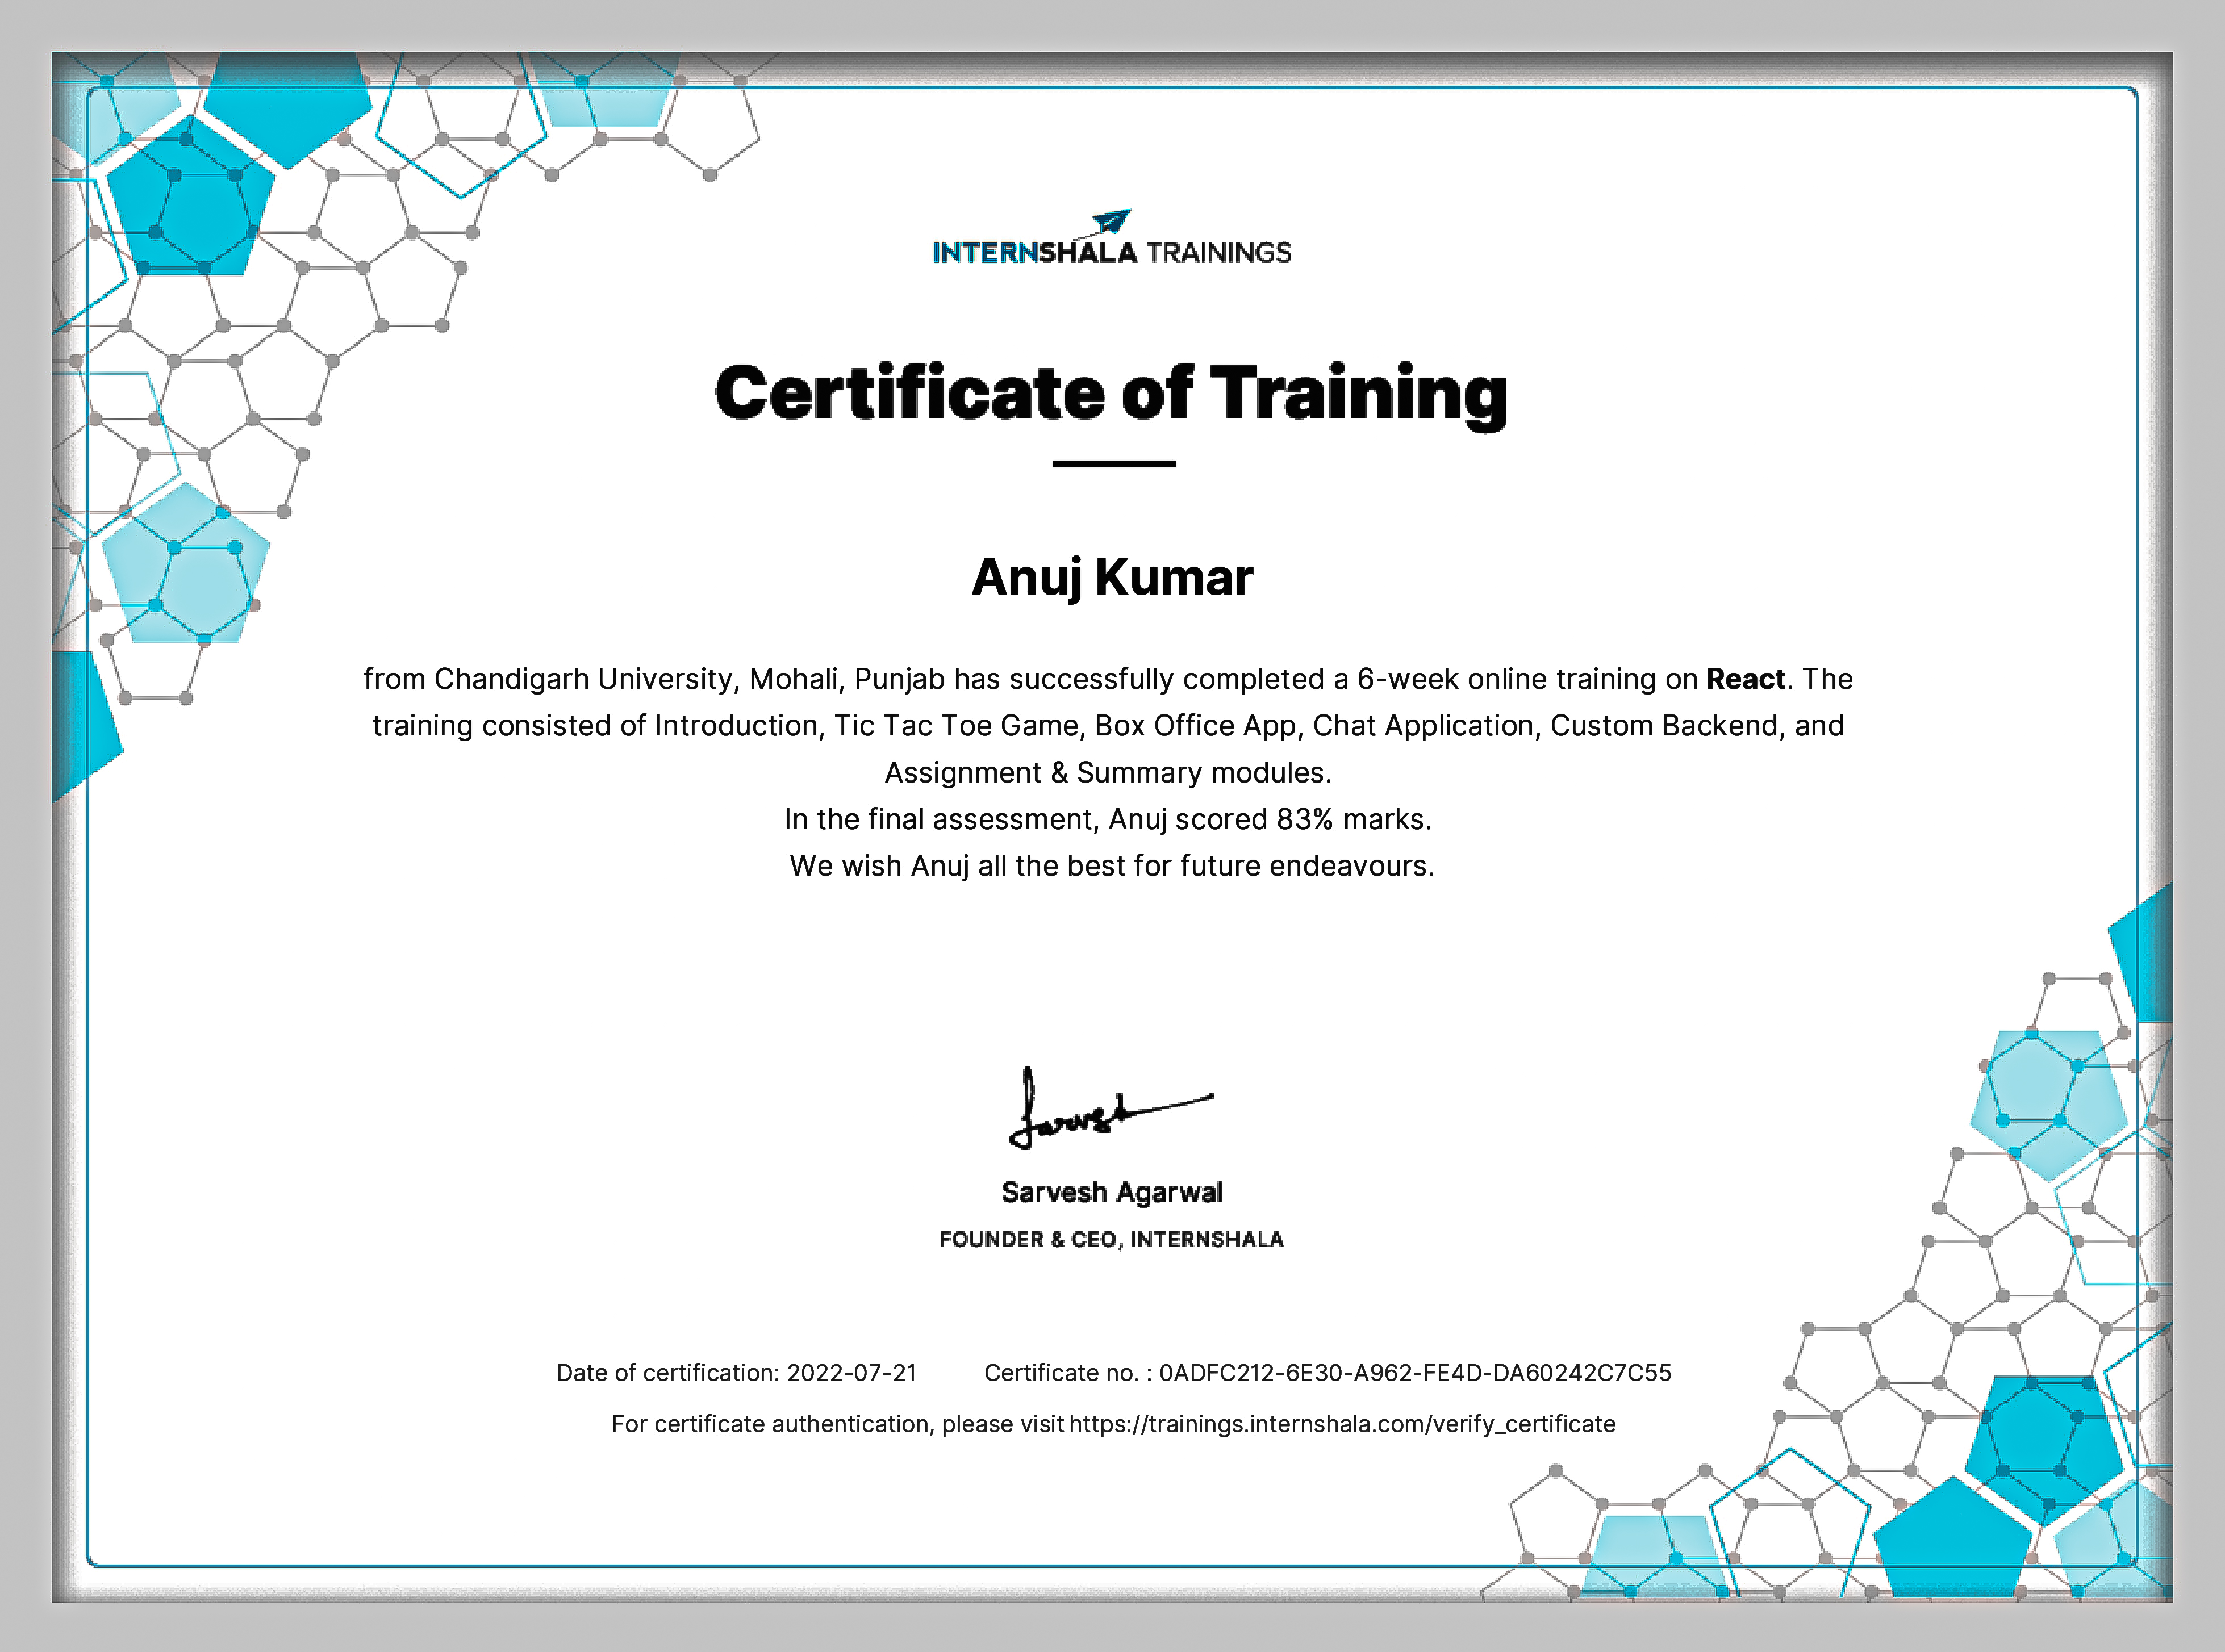 INTERNSHALA TRAININGS
Certificate of Training
Anuj Kumar
from Chandigarh University, Mohali, Punjab has successfully completed a 6-week online training on React. The
training consisted of Introduction, Tic Tac Toe Game, Box Office App, Chat Application, Custom Backend, and
Assignment & Summary modules.
In the final assessment, Anuj scored 83% marks.
We wish Anuj all the best for future endeavours.
Sarvesh
Sarvesh Agarwal
FOUNDER & CEO, INTERNSHALA
Date of certification: 2022-07-21 Certificate no. : 0ADFC212-6E30-A962-FE4D-DA60242C7C55
For certificate authentication, please visit https://trainings.internshala.com/verify_certificate